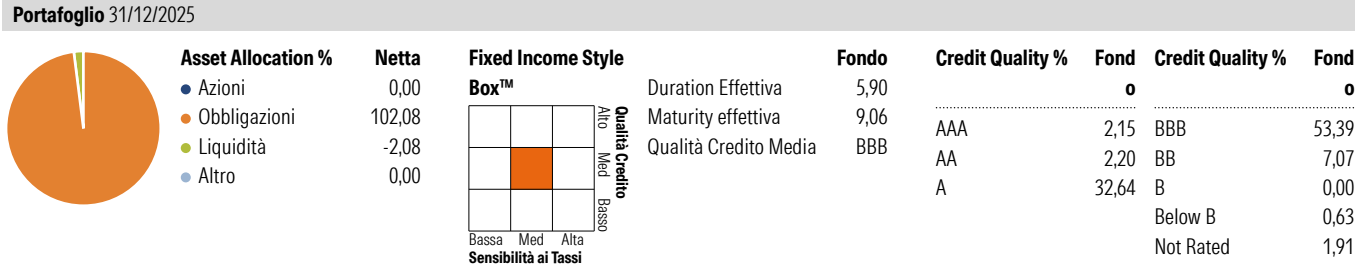 Portafoglio 31/12/2025
Asset Allocation % Netta
Azioni 0,00
Obbligazioni 102,08
Liquidità -2,08
Altro 0,00
Fixed Income Style
Box™
Alto Med Basso
Qualità Credito
Bassa Med Alta
Sensibilità ai Tassi
Fondo
Duration Effettiva 5,90
Maturity effettiva 9,06
Qualità Credito Media BBB
Credit Quality % Fond
o
AAA 2,15
AA 2,20
A 32,64
Credit Quality % Fond
o
BBB 53,39
BB 7,07
B 0,00
Below B 0,63
Not Rated 1,91